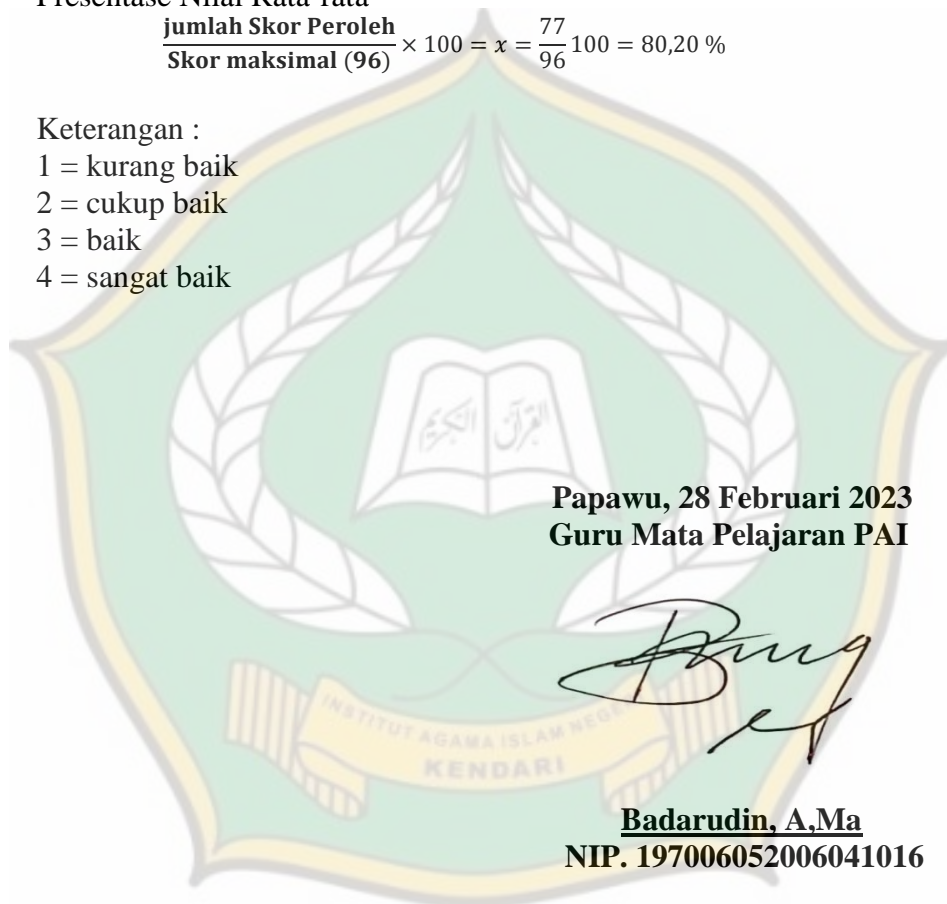 Presentase Nilai Rata-rata
jumlah Skor Peroleh / Skor maksimal (96) × 100 = x = 77/96 100 = 80,20 %
Keterangan :
1 = kurang baik
2 = cukup baik
3 = baik
4 = sangat baik
القرآن الكريم
Papawu, 28 Februari 2023
Guru Mata Pelajaran PAI
INSTITUT AGAMA ISLAM NEGERI
KENDARI
Badarudin, A,Ma
NIP. 197006052006041016